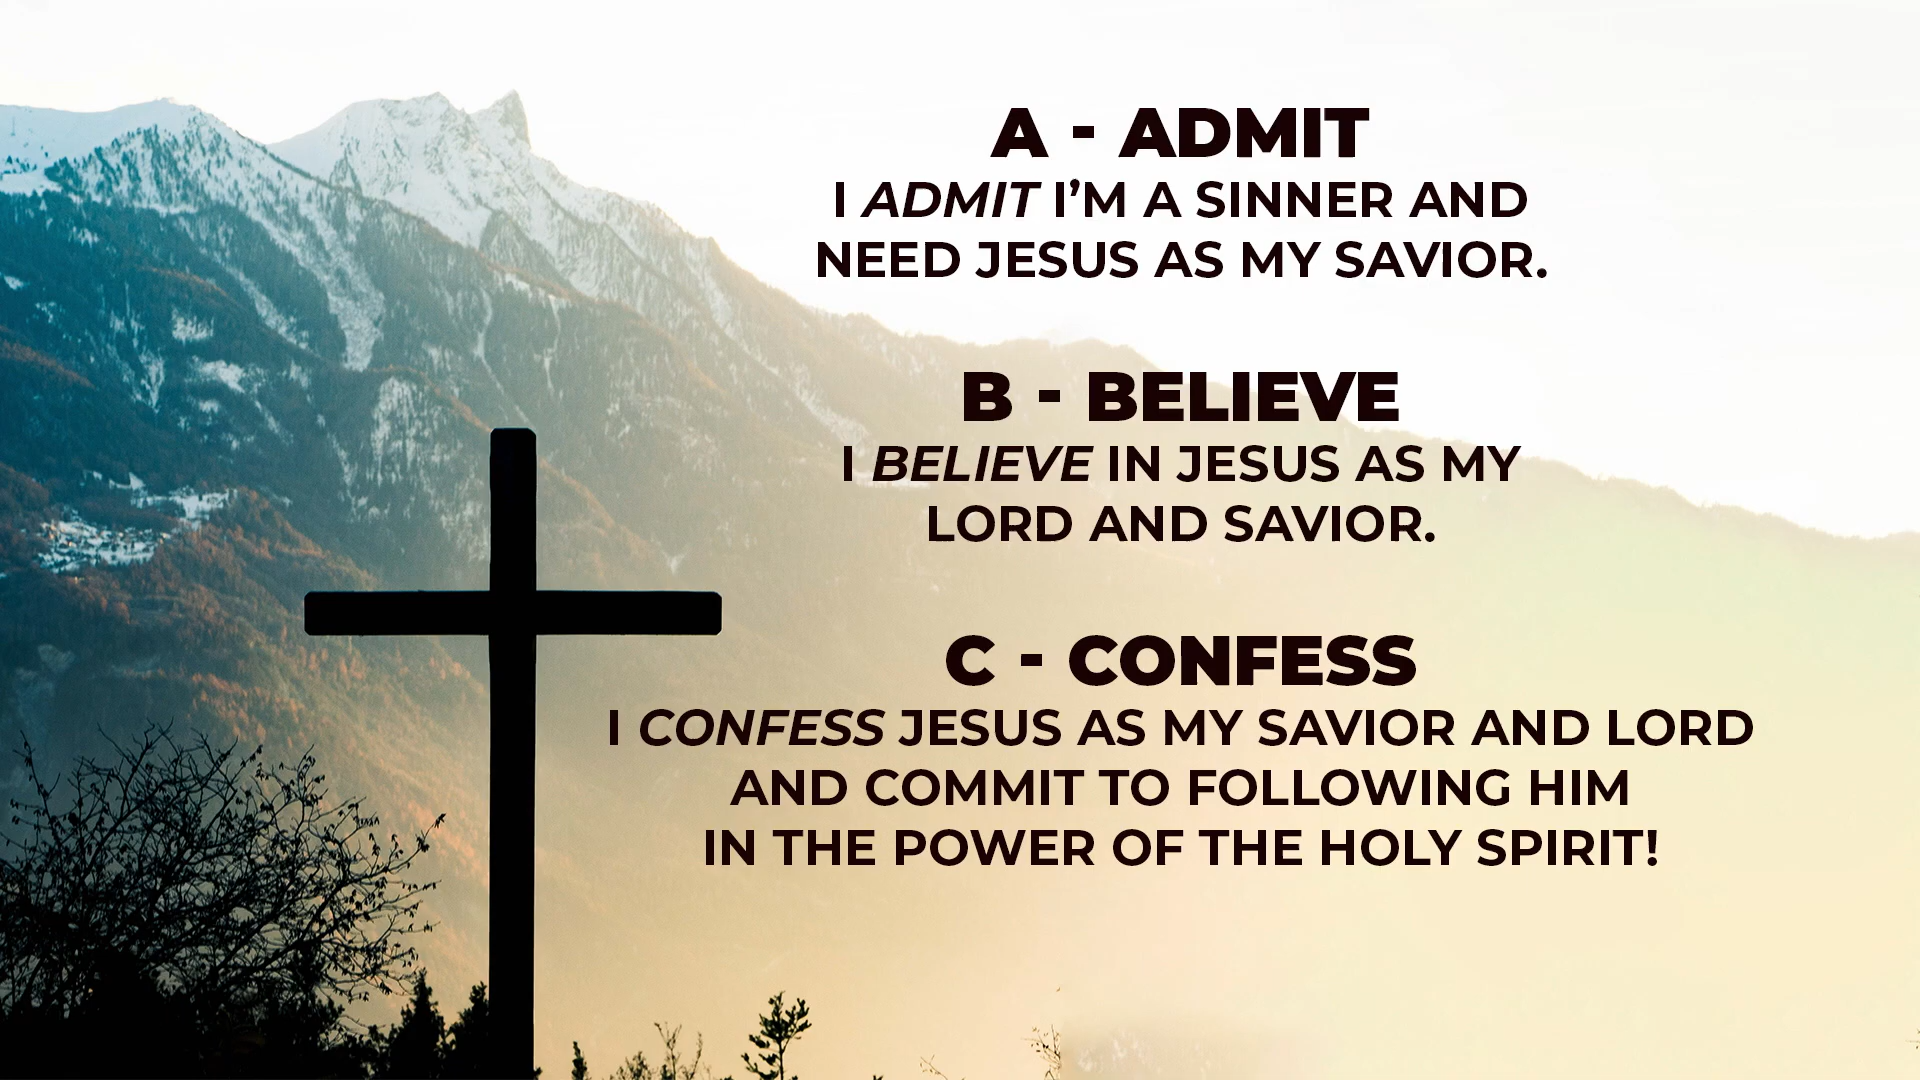 A - ADMIT
I ADMIT I’M A SINNER AND
NEED JESUS AS MY SAVIOR.
B - BELIEVE
I BELIEVE IN JESUS AS MY
LORD AND SAVIOR.
C - CONFESS
I CONFESS JESUS AS MY SAVIOR AND LORD
AND COMMIT TO FOLLOWING HIM
IN THE POWER OF THE HOLY SPIRIT!